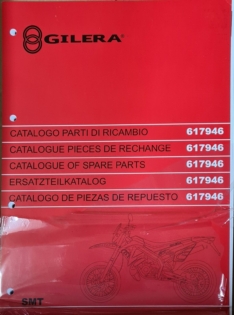 GILERA®
CATALOGO PARTI DI RICAMBIO 617946
CATALOGUE PIECES DE RECHANGE 617946
CATALOGUE OF SPARE PARTS 617946
ERSATZTEILKATALOG 617946
CATALOGO DE PIEZAS DE REPUESTO 617946
SMT